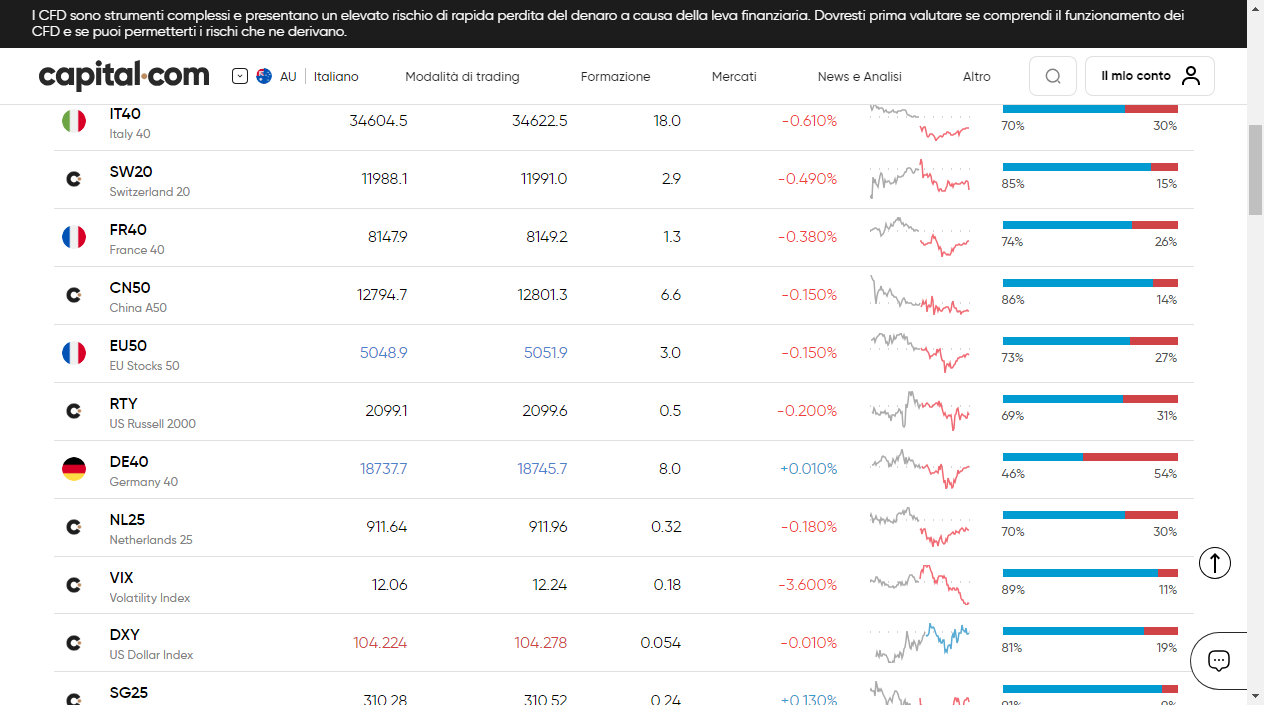 I CFD sono strumenti complessi e presentano un elevato rischio di rapida perdita del denaro a causa della leva finanziaria. Dovresti prima valutare se comprendi il funzionamento dei
CFD e se puoi permetterti i rischi che ne derivano.
capital.com AU Italiano Modalità di trading Formazione Mercati News e Analisi Altro Il mio conto
IT40 34604.5 34622.5 18.0 -0.610%
Italy 40 70% 30%
SW20 11988.1 11991.0 2.9 -0.490%
Switzerland 20 85% 15%
FR40 8147.9 8149.2 1.3 -0.380%
France 40 74% 26%
CN50 12794.7 12801.3 6.6 -0.150%
China A50 86% 14%
EU50 5048.9 5051.9 3.0 -0.150%
EU Stocks 50 73% 27%
RTY 2099.1 2099.6 0.5 -0.200%
US Russell 2000 69% 31%
DE40 18737.7 18745.7 8.0 +0.010%
Germany 40 46% 54%
NL25 911.64 911.96 0.32 -0.180%
Netherlands 25 70% 30%
VIX 12.06 12.24 0.18 -3.600%
Volatility Index 89% 11%
DXY 104.224 104.278 0.054 -0.010%
US Dollar Index 81% 19%
SG25 310.28 310.52 0.24 +0.130%